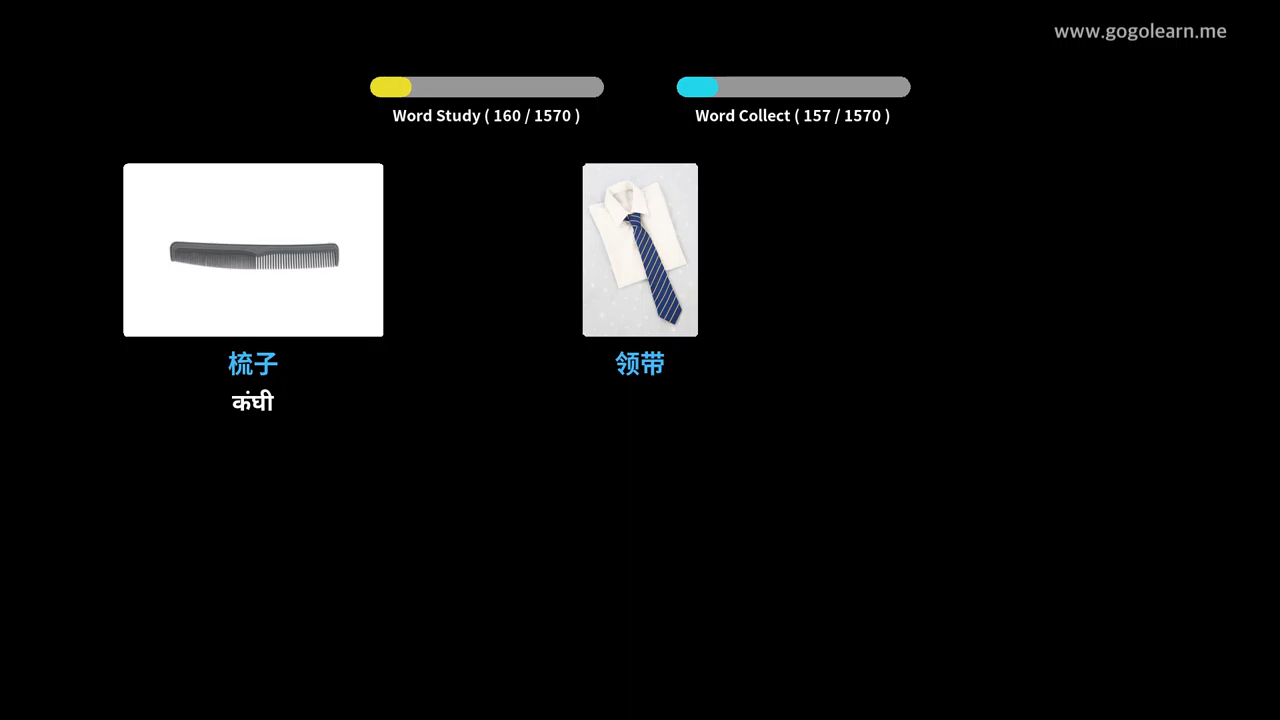 www.gogolearn.me
Word Study ( 160 / 1570 )
Word Collect ( 157 / 1570 )
梳子
领带
कंघी